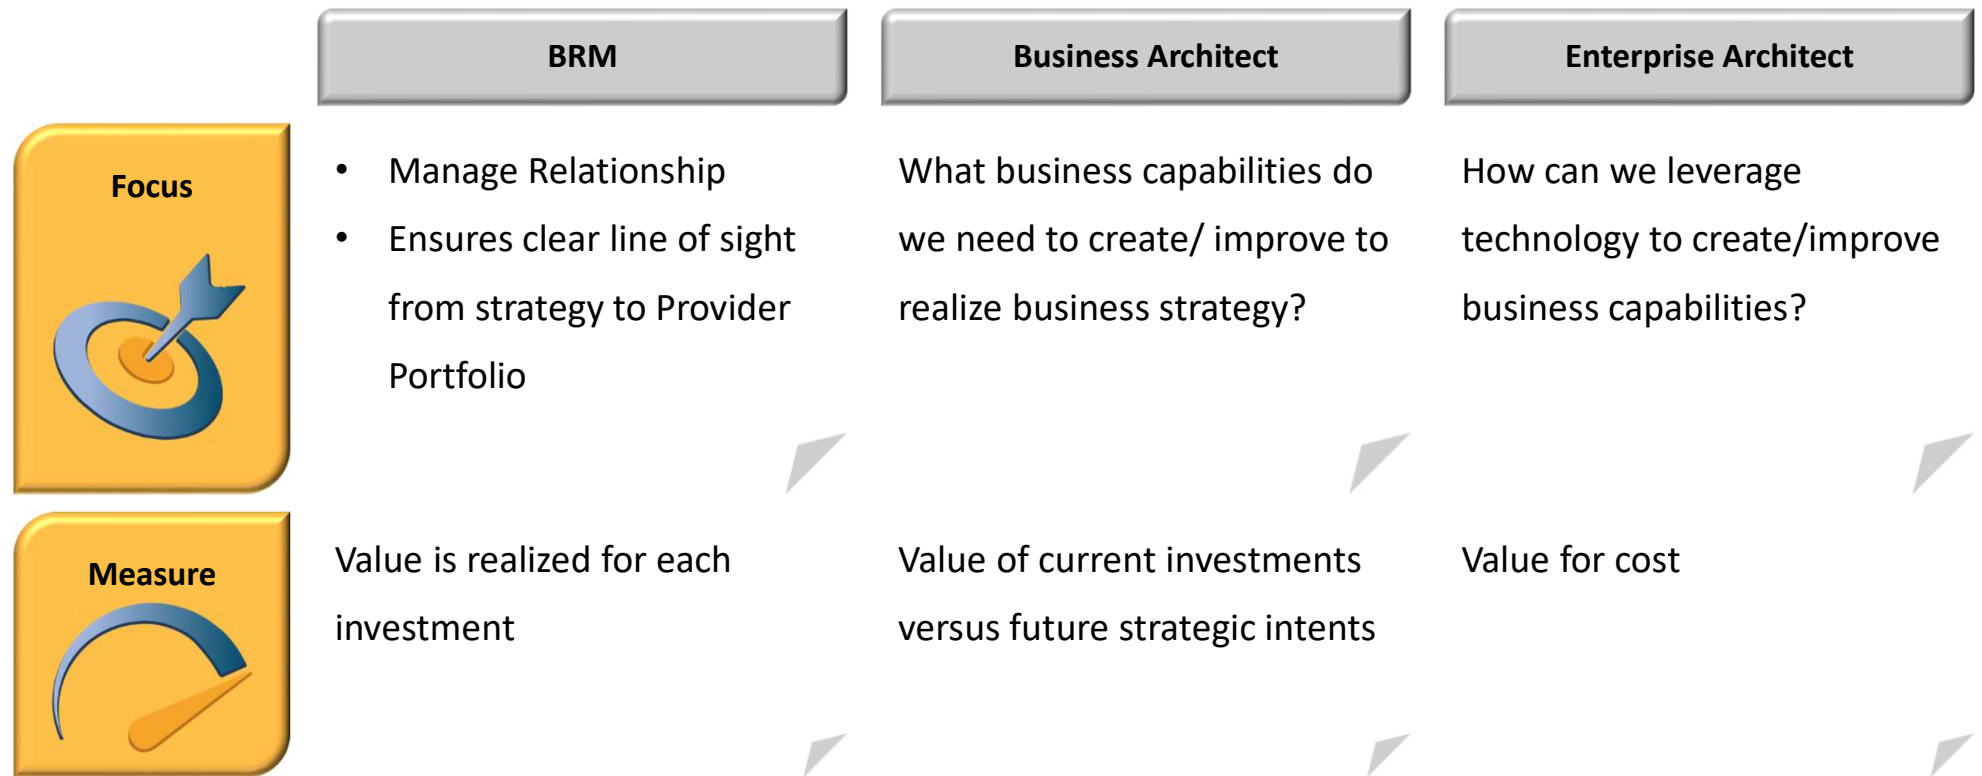 BRM
Business Architect
Enterprise Architect
Focus
• Manage Relationship
• Ensures clear line of sight
from strategy to Provider
Portfolio
What business capabilities do
we need to create/ improve to
realize business strategy?
How can we leverage
technology to create/improve
business capabilities?
Measure
Value is realized for each
investment
Value of current investments
versus future strategic intents
Value for cost